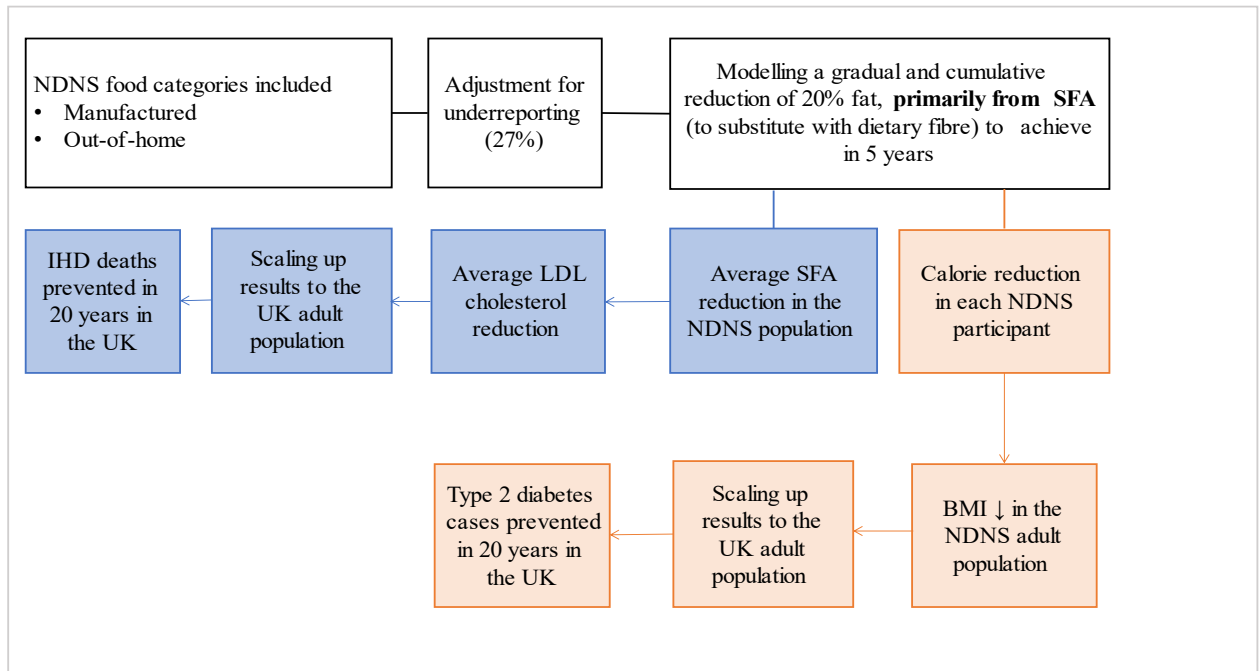 NDNS food categories included
• Manufactured
• Out-of-home
Adjustment for
underreporting
(27%)
Modelling a gradual and cumulative
reduction of 20% fat, primarily from SFA
(to substitute with dietary fibre) to achieve
in 5 years
IHD deaths
prevented in
20 years in
the UK
Scaling up
results to the
UK adult
population
Average LDL
cholesterol
reduction
Average SFA
reduction in the
NDNS population
Calorie reduction
in each NDNS
participant
Type 2 diabetes
cases prevented
in 20 years in
the UK
Scaling up
results to the
UK adult
population
BMI ↓ in the
NDNS adult
population